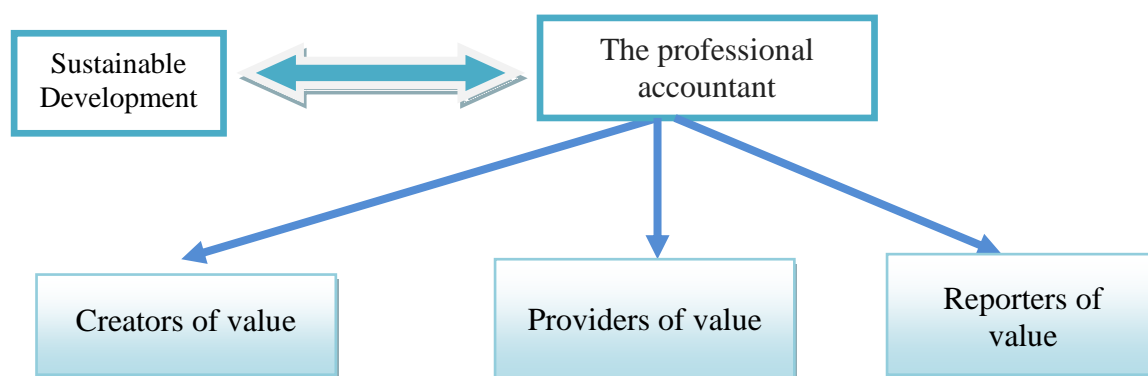 Sustainable
Development
The professional
accountant
Creators of value
Providers of value
Reporters of
value